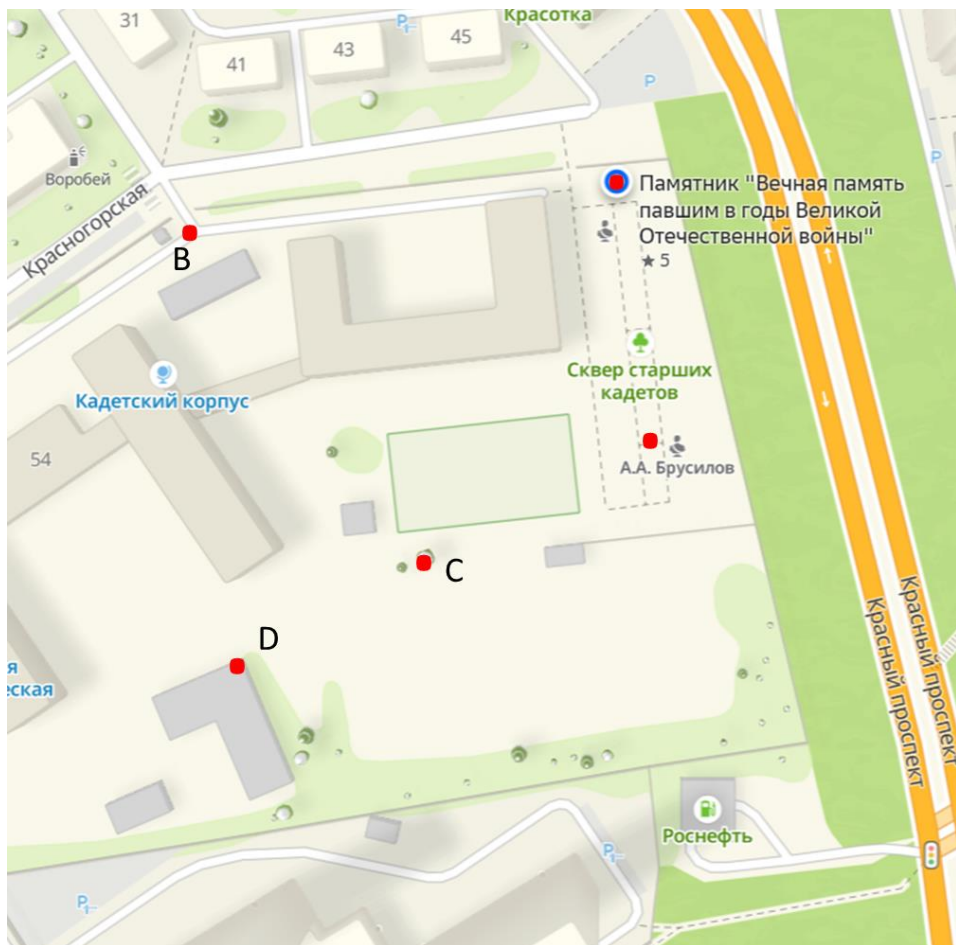 Красотка
31
41
43
45
P
P
P
Воробей
Красногорская
B
Памятник "Вечная память
павшим в годы Великой
Отечественной войны"
★ 5
Сквер старших
кадетов
Кадетский корпус
54
А.А. Брусилов
C
D
я
еская
Красный проспект
Красный проспект
Роснефть
P
P